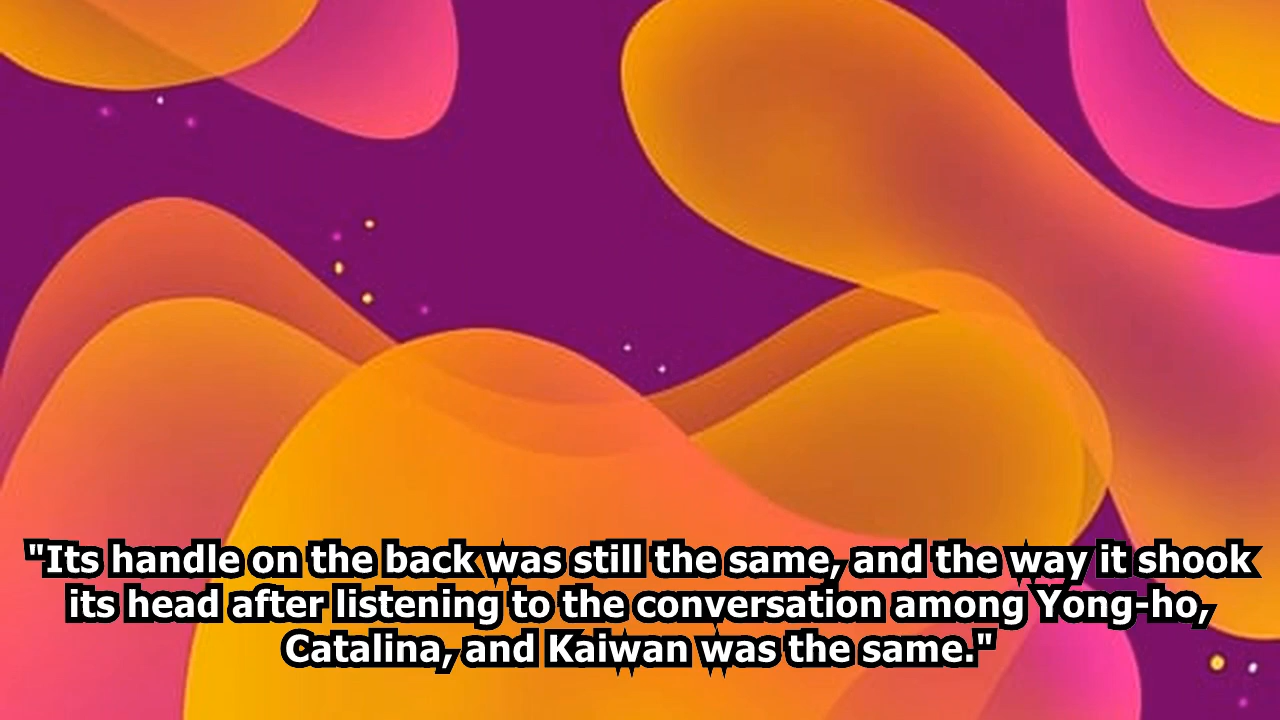 "Its handle on the back was still the same, and the way it shook
its head after listening to the conversation among Yong-ho,
Catalina, and Kaiwan was the same."